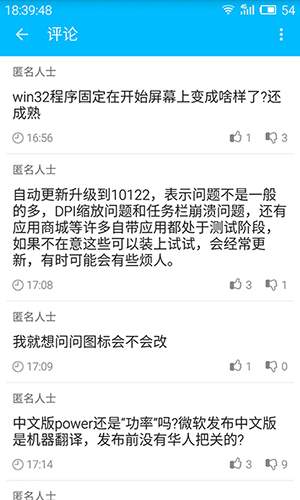 18:39:48
54
评论
匿名人士
win32程序固定在开始屏幕上变成啥样了?还
成熟
16:56
1
3
匿名人士
自动更新升级到10122，表示问题不是一般
的多，DPI缩放问题和任务栏崩溃问题，还有
应用商城等许多自带应用都处于测试阶段，
如果不在意这些可以装上试试，会经常更
新，有时可能会有些烦人。
17:08
3
1
匿名人士
我就想问问图标会不会改
17:09
1
0
匿名人士
中文版power还是“功率”吗?微软发布中文版
是机器翻译，发布前没有华人把关的?
17:14
3
9
匿名人士